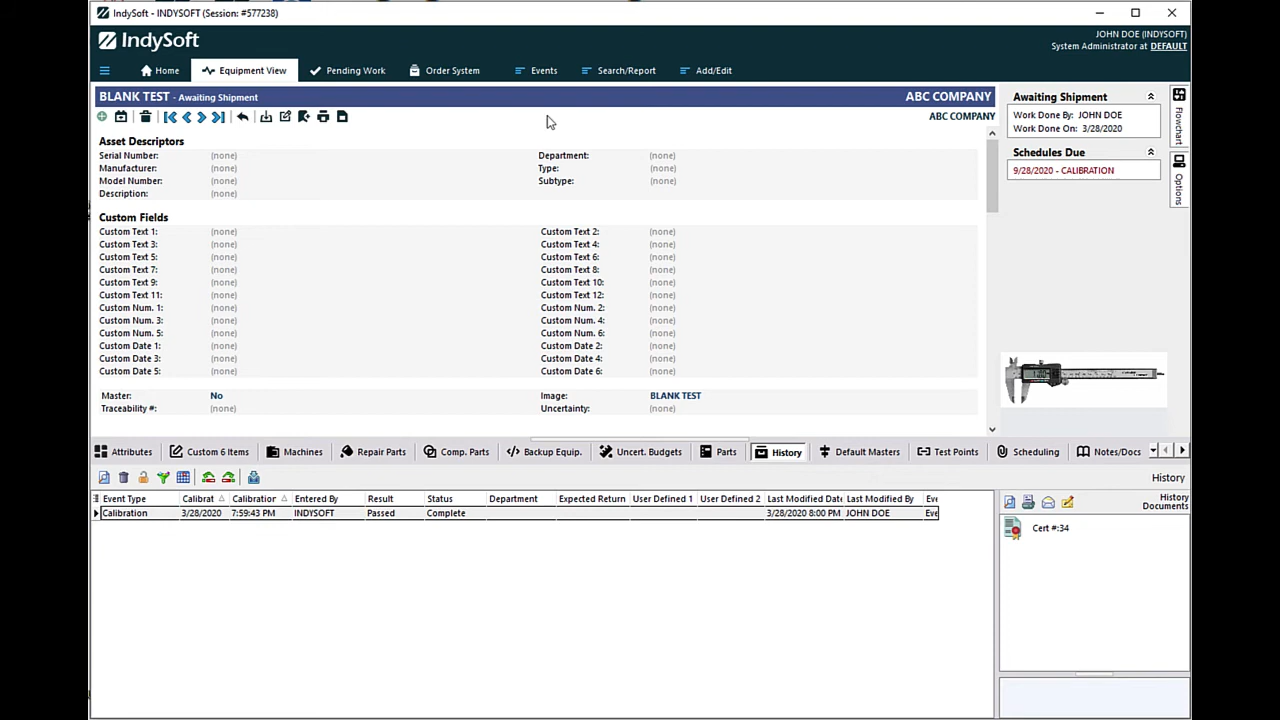 IndySoft - INDYSOFT (Session: #577238)
IndySoft
JOHN DOE (INDYSOFT)
System Administrator at DEFAULT
Home Equipment View Pending Work Order System Events Search/Report Add/Edit
BLANK TEST - Awaiting Shipment ABC COMPANY
ABC COMPANY
Asset Descriptors
Serial Number: (none) Department: (none)
Manufacturer: (none) Type: (none)
Model Number: (none) Subtype: (none)
Description: (none)
Custom Fields
Custom Text 1: (none) Custom Text 2: (none)
Custom Text 3: (none) Custom Text 4: (none)
Custom Text 5: (none) Custom Text 6: (none)
Custom Text 7: (none) Custom Text 8: (none)
Custom Text 9: (none) Custom Text 10: (none)
Custom Text 11: (none) Custom Text 12: (none)
Custom Num. 1: (none) Custom Num. 2: (none)
Custom Num. 3: (none) Custom Num. 4: (none)
Custom Num. 5: (none) Custom Num. 6: (none)
Custom Date 1: (none) Custom Date 2: (none)
Custom Date 3: (none) Custom Date 4: (none)
Custom Date 5: (none) Custom Date 6: (none)
Master: No Image: BLANK TEST
Traceability #: (none) Uncertainty: (none)
Awaiting Shipment
Work Done By: JOHN DOE
Work Done On: 3/28/2020
Schedules Due
9/28/2020 - CALIBRATION
Flowchart
Options
Attributes Custom 6 Items Machines Repair Parts Comp. Parts Backup Equip. Uncert. Budgets Parts History Default Masters Test Points Scheduling Notes/Docs
History
Event Type Calibrat Calibration Entered By Result Status Department Expected Return User Defined 1 User Defined 2 Last Modified Date Last Modified By Eve
Calibration 3/28/2020 7:59:43 PM INDYSOFT Passed Complete 3/28/2020 8:00 PM JOHN DOE Eve
History
Documents
Cert #:34